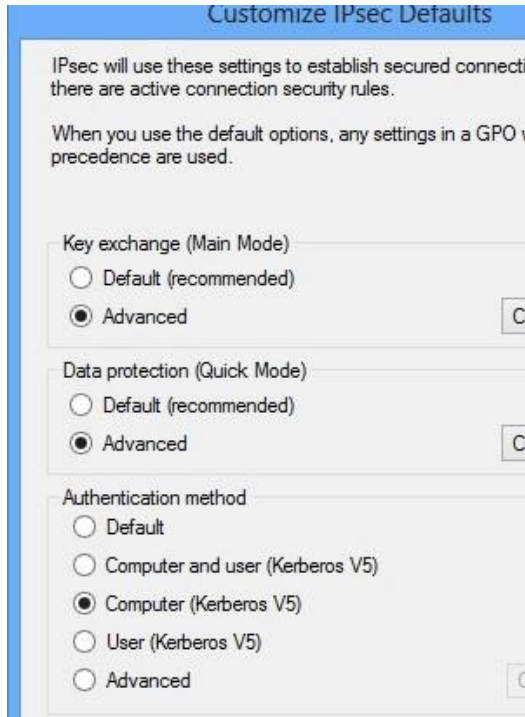 Customize IPsec Defaults
IPsec will use these settings to establish secured connecti
there are active connection security rules.
When you use the default options, any settings in a GPO
precedence are used.
Key exchange (Main Mode)
Default (recommended)
Advanced
C
Data protection (Quick Mode)
Default (recommended)
Advanced
C
Authentication method
Default
Computer and user (Kerberos V5)
Computer (Kerberos V5)
User (Kerberos V5)
Advanced
C